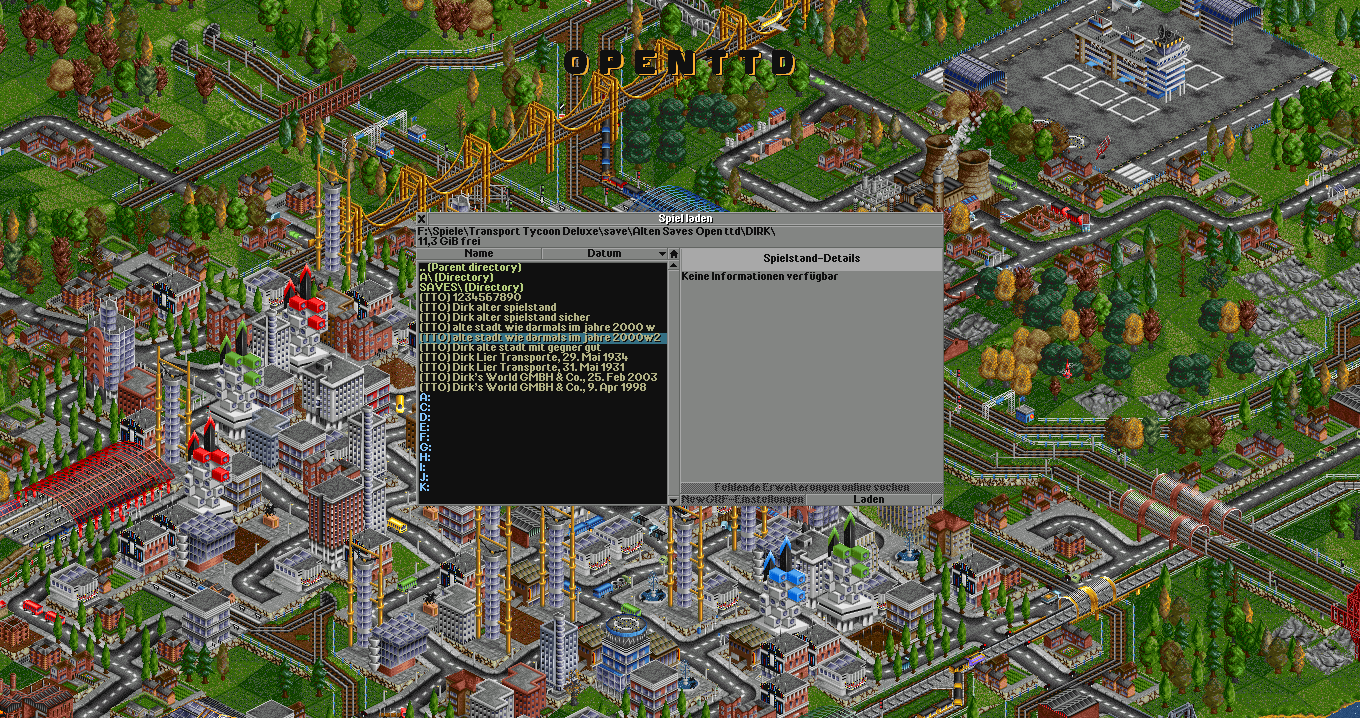 OPENTTD
X Spiel laden
F:\Spiele\Transport Tycoon Deluxe\save\Alten Saves Openttd\DIRK\
11,3 GiB frei
Name Datum
Spielstand-Details
Keine Informationen verfügbar
.. (Parent directory)
A\ (Directory)
SAVES\ (Directory)
(TTO) 1234567890
(TTO) Dirk alter spielstand
(TTO) Dirk alter spielstand sicher
(TTO) alte stadt wie darmals im jahre 2000 w
(TTO) alte stadt wie darmals im jahre 2000w2
(TTO) Dirk alte stadt mit gegner gut
(TTO) Dirk Lier Transporte, 29. Mai 1934
(TTO) Dirk Lier Transporte, 31. Mai 1931
(TTO) Dirk's World GMBH & Co., 25. Feb 2003
(TTO) Dirk's World GMBH & Co., 9. Apr 1998
A:
C:
D:
E:
F:
G:
H:
I:
J:
K:
Fehlende Erweiterungen online suchen
NewGRF-Einstellungen Laden